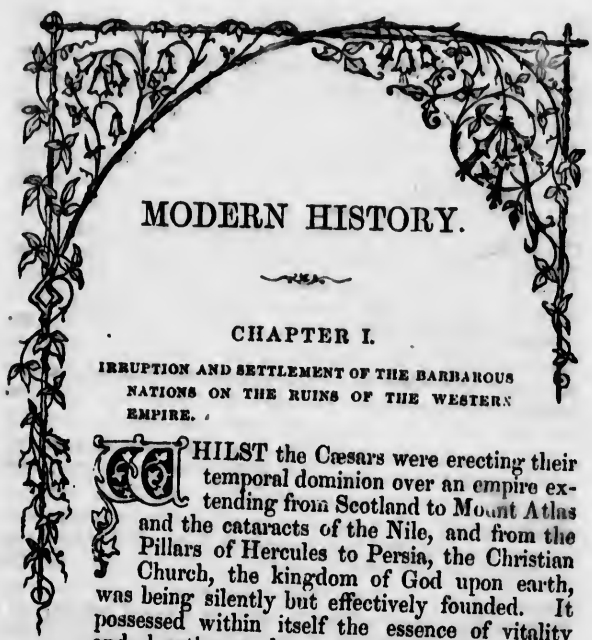 MODERN HISTORY.
CHAPTER I.
IRRUPTION AND SETTLEMENT OF THE BARBAROUS
NATIONS ON THE RUINS OF THE WESTERN
EMPIRE.
WHILST the Cæsars were erecting their
temporal dominion over an empire ex-
tending from Scotland to Mount Atlas
and the cataracts of the Nile, and from the
Pillars of Hercules to Persia, the Christian
Church, the kingdom of God upon earth,
was being silently but effectively founded. It
possessed within itself the essence of vitality